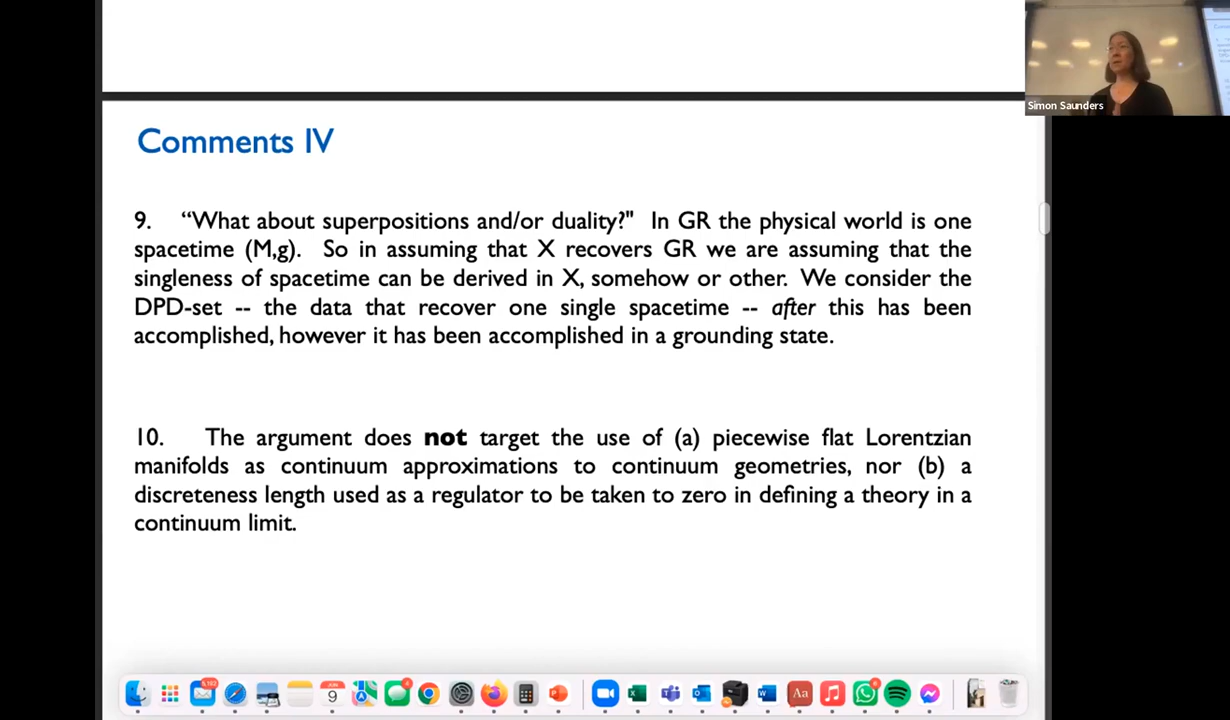 Simon Saunders
Comments IV
9. “What about superpositions and/or duality?" In GR the physical world is one
spacetime (M,g). So in assuming that X recovers GR we are assuming that the
singleness of spacetime can be derived in X, somehow or other. We consider the
DPD-set -- the data that recover one single spacetime -- after this has been
accomplished, however it has been accomplished in a grounding state.
10. The argument does not target the use of (a) piecewise flat Lorentzian
manifolds as continuum approximations to continuum geometries, nor (b) a
discreteness length used as a regulator to be taken to zero in defining a theory in a
continuum limit.
9
Aa